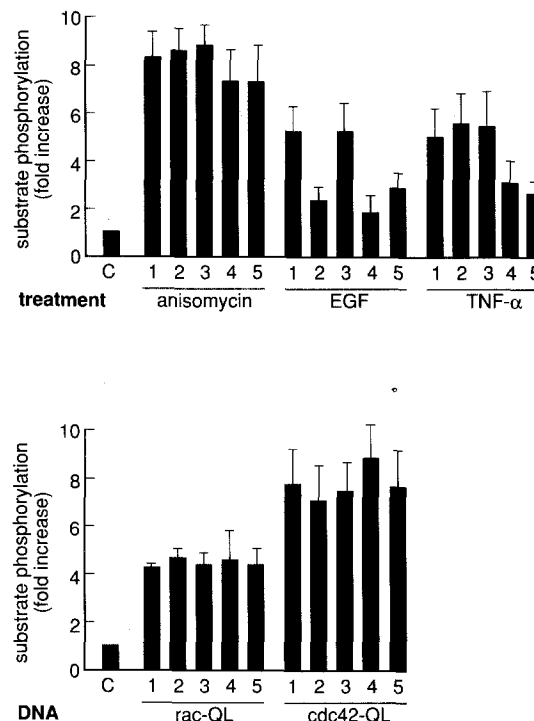 substrate phosphorylation
(fold increase)
10
8
6
4
2
0
C 1 2 3 4 5 1 2 3 4 5 1 2 3 4 5
treatment anisomycin EGF TNF-α
substrate phosphorylation
(fold increase)
10
8
6
4
2
0
C 1 2 3 4 5 1 2 3 4 5
DNA rac-QL cdc42-QL